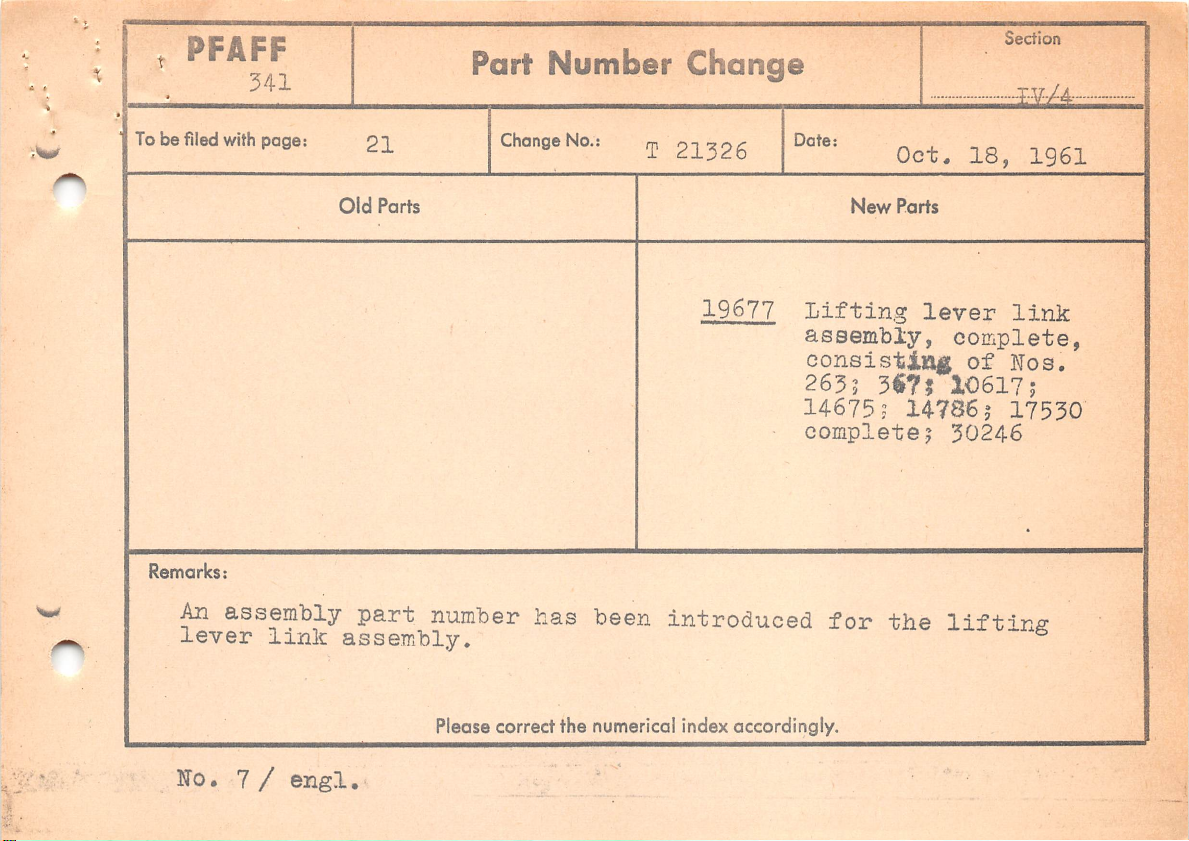 PFAFF
341
Part Number Change
Section
IV/4
To be filed with page: 21
Change No.: T 21326
Date: Oct. 18, 1961
Old Parts
New Parts
19677 Lifting lever link
assembly, complete,
consisting of Nos.
263; 367; 10617;
14675; 14786; 17530
complete; 30246
Remarks:
An assembly part number has been introduced for the lifting
lever link assembly.
Please correct the numerical index accordingly.
No. 7 / engl.